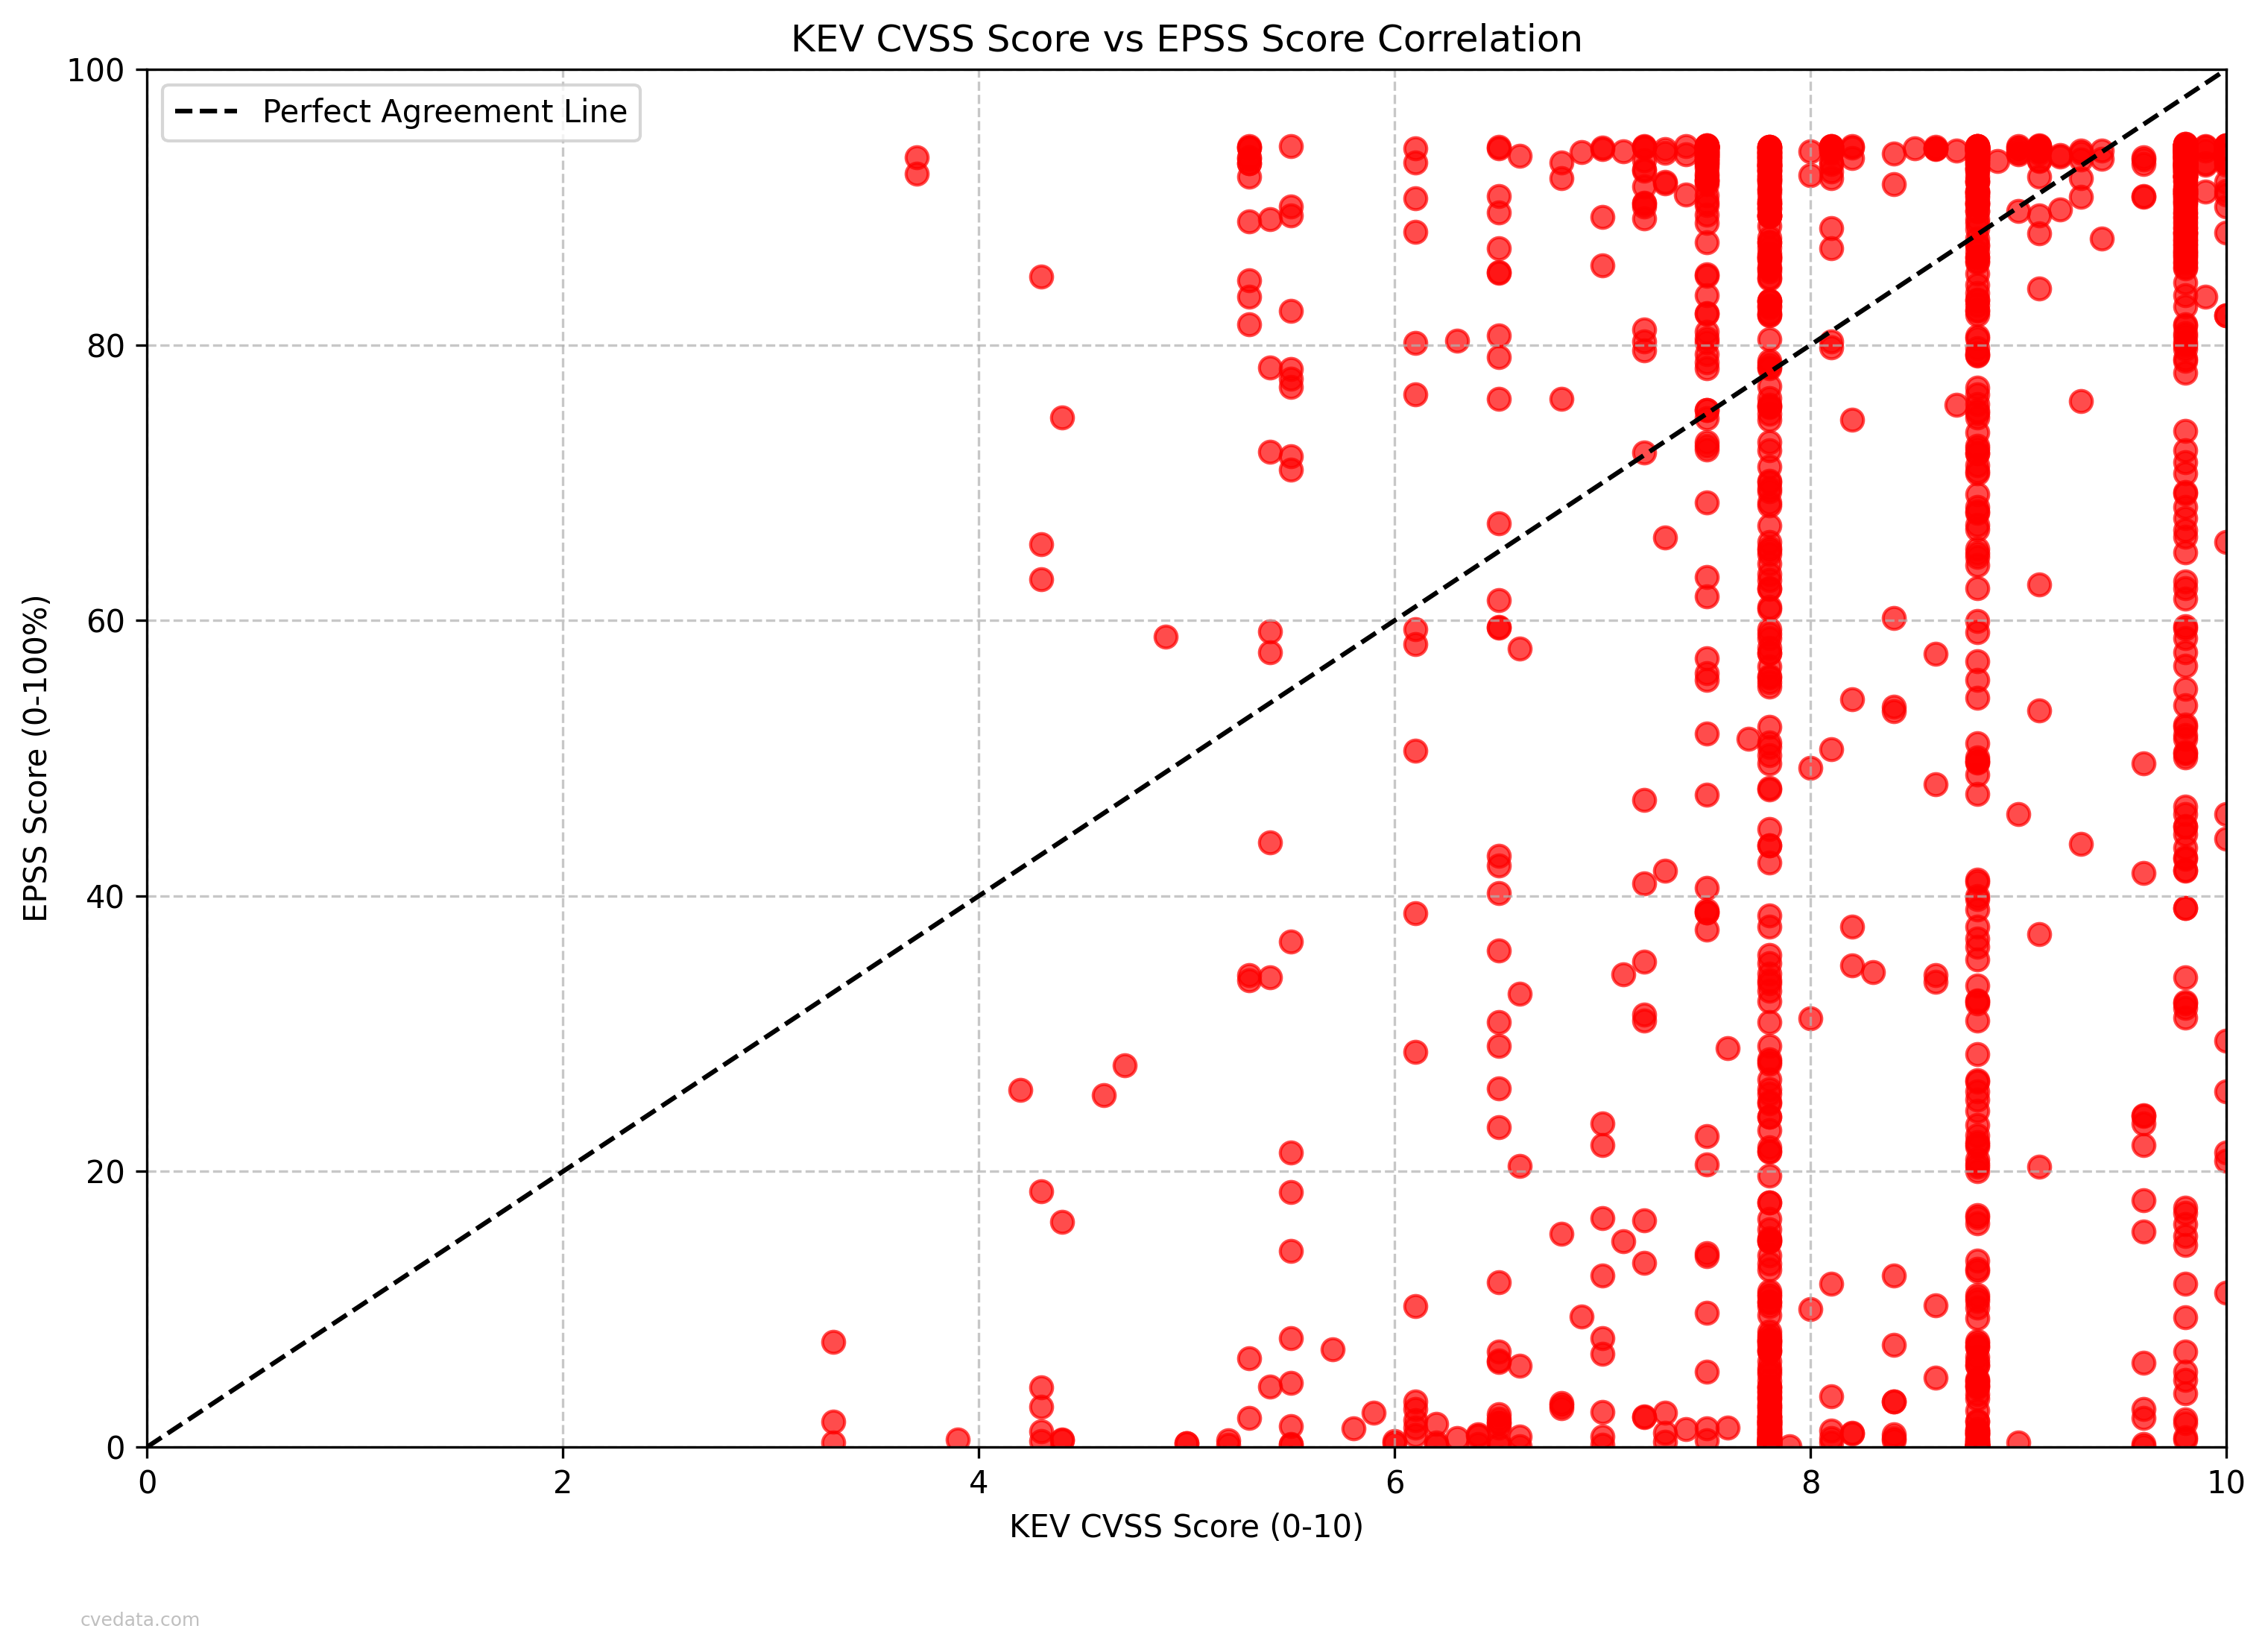 KEV CVSS Score vs EPSS Score Correlation
Perfect Agreement Line
EPSS Score (0-100%)
100
80
60
40
20
0
0
2
4
6
8
10
KEV CVSS Score (0-10)
cvedata.com